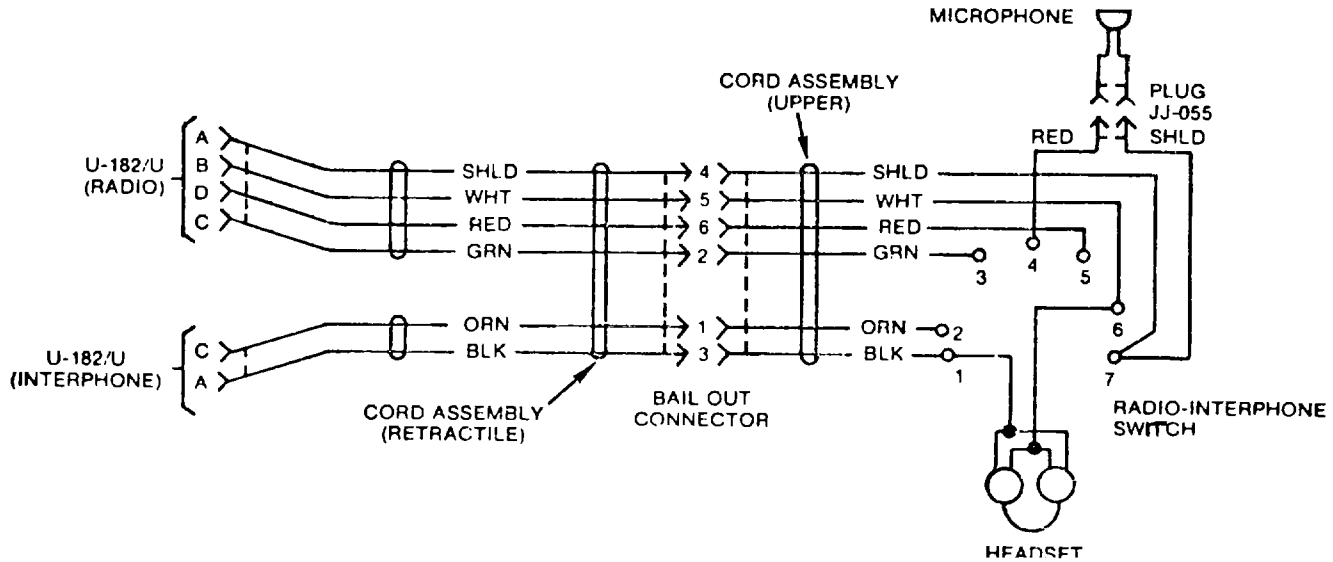 MICROPHONE
CORD ASSEMBLY
(UPPER)
PLUG
JJ-055
RED
SHLD
U-182/U
(RADIO)
A
B
D
C
SHLD
WHT
RED
GRN
4
5
6
2
SHLD
WHT
RED
GRN
3
4
5
6
7
U-182/U
(INTERPHONE)
C
A
ORN
BLK
1
3
ORN
BLK
2
1
CORD ASSEMBLY
(RETRACTILE)
BAIL OUT
CONNECTOR
RADIO-INTERPHONE
SWITCH
HEADSET